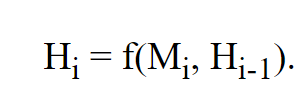 Hᵢ = f(Mᵢ, Hᵢ₋₁).